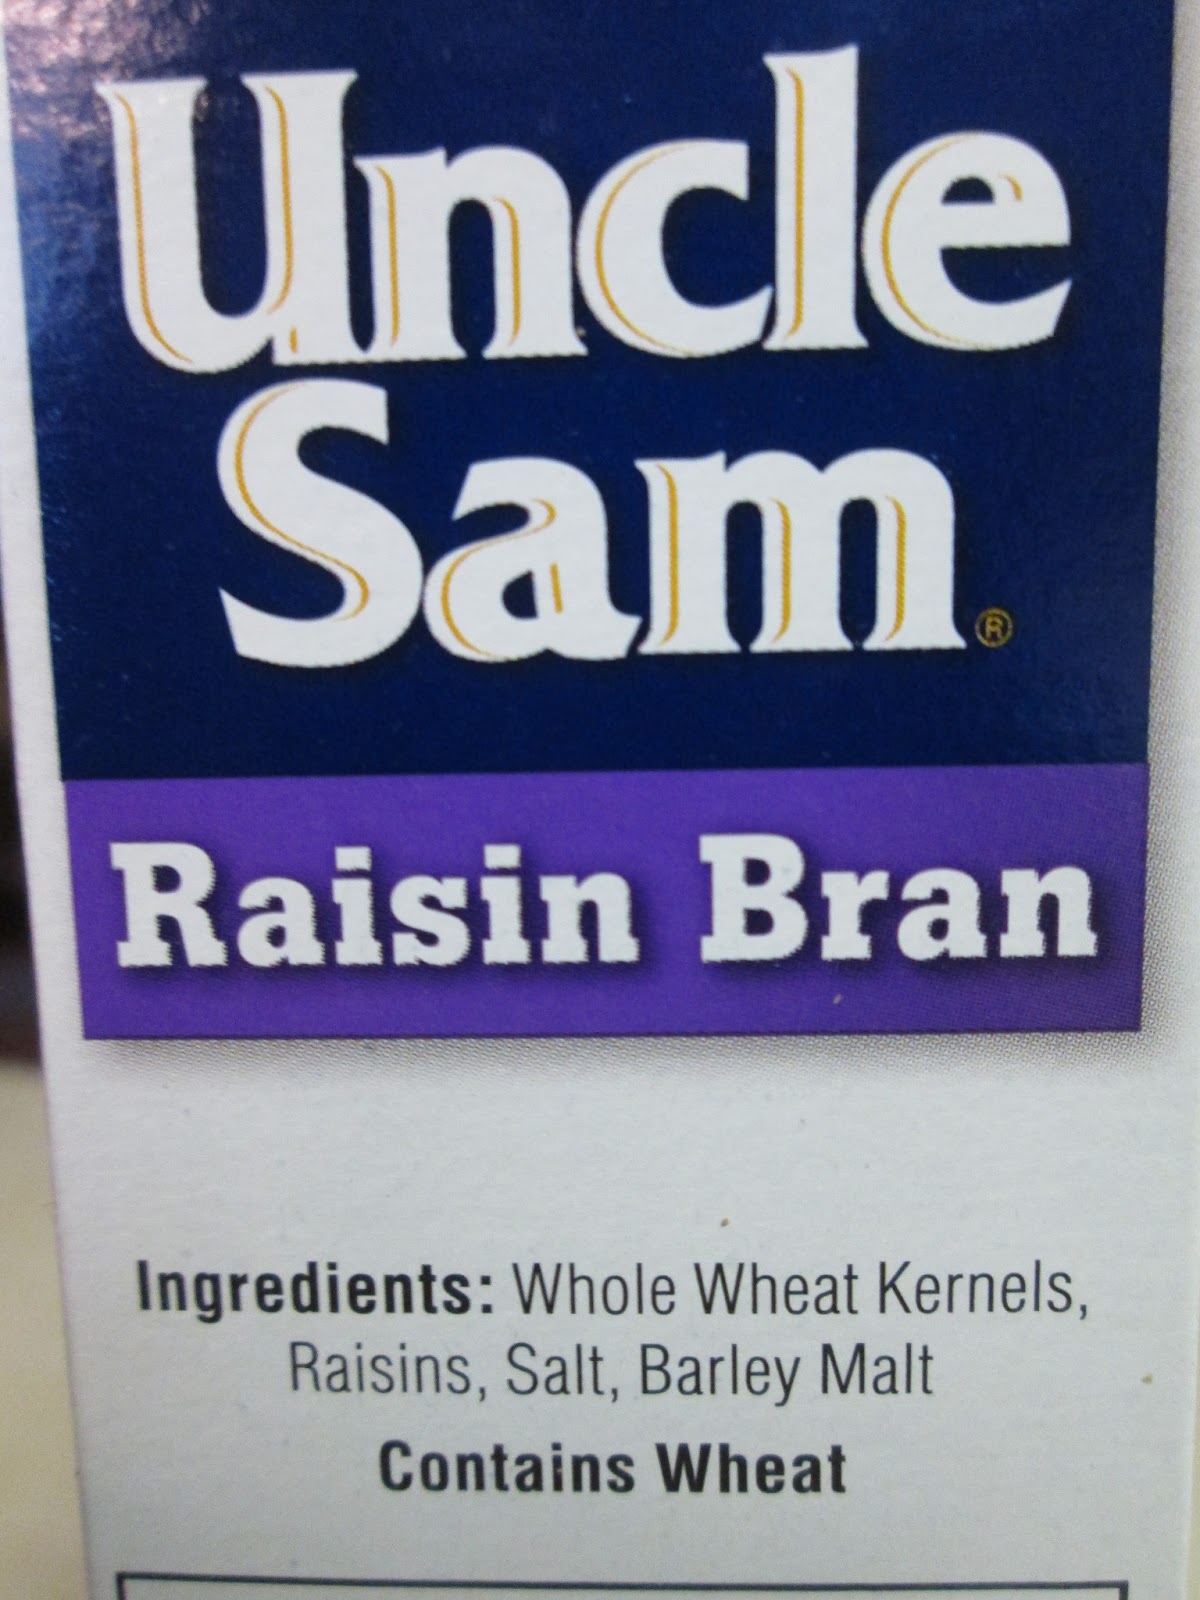 Uncle
Sam®
Raisin Bran
Ingredients: Whole Wheat Kernels,
Raisins, Salt, Barley Malt
Contains Wheat